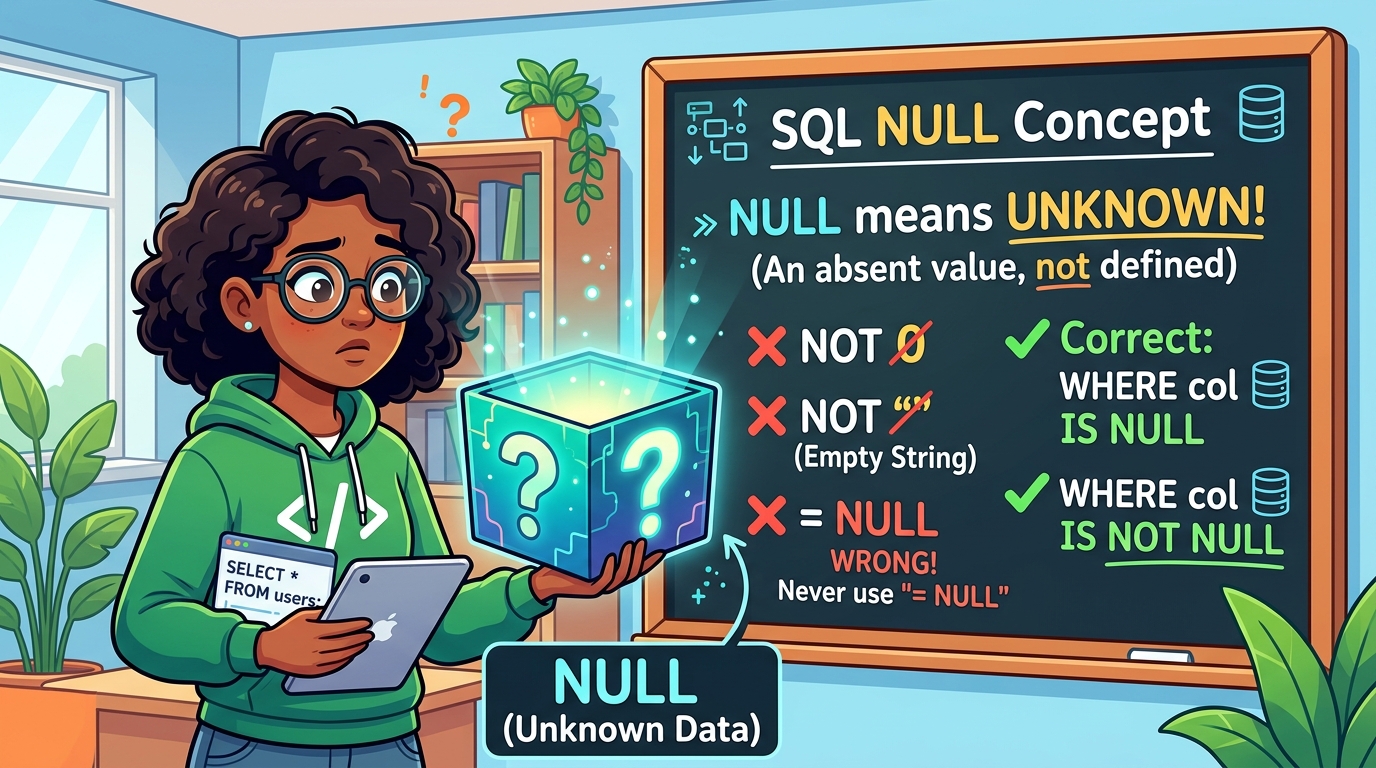 SQL NULL Concept
» NULL means UNKNOWN!
(An absent value, not defined)
NOT 0
NOT “”
(Empty String)
= NULL
WRONG!
Never use "= NULL"
Correct:
WHERE col
IS NULL
WHERE col
IS NOT NULL
! ?
</>
SELECT *
FROM users;
? ?
NULL
(Unknown Data)